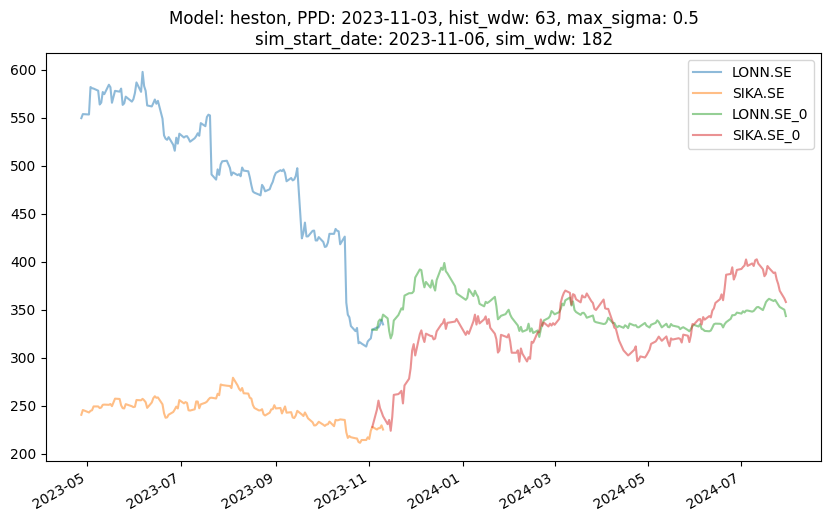 Model: heston, PPD: 2023-11-03, hist_wdw: 63, max_sigma: 0.5
sim_start_date: 2023-11-06, sim_wdw: 182
LONN.SE
SIKA.SE
LONN.SE_0
SIKA.SE_0
600
550
500
450
400
350
300
250
200
2023-05
2023-07
2023-09
2023-11
2024-01
2024-03
2024-05
2024-07